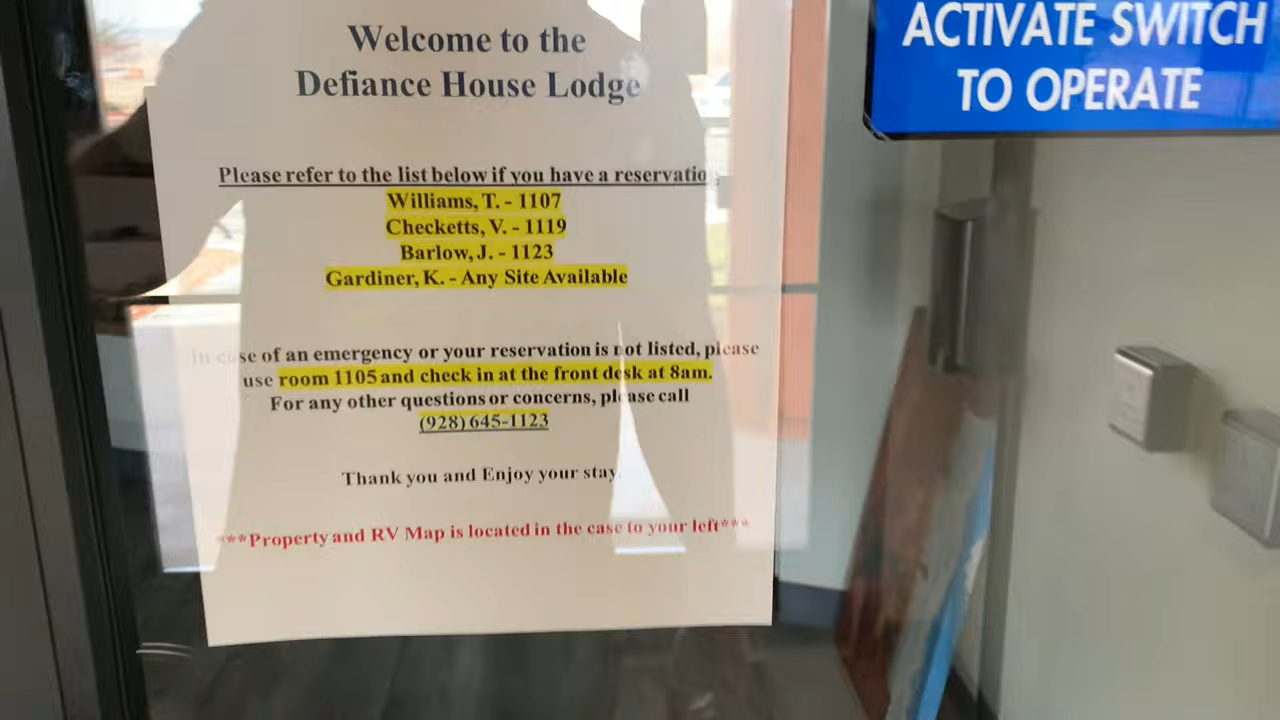 Welcome to the
Defiance House Lodge
ACTIVATE SWITCH
TO OPERATE
Please refer to the list below if you have a reservatio
Williams, T. - 1107
Checketts, V. - 1119
Barlow, J. - 1123
Gardiner, K. - Any Site Available
In case of an emergency or your reservation is not listed, please
use room 1105 and check in at the front desk at 8am.
For any other questions or concerns, please call
(928) 645-1123
Thank you and Enjoy your stay
***Property and RV Map is located in the case to your left***